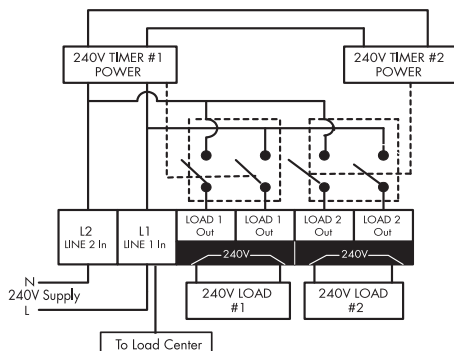 240V TIMER #1
POWER
240V TIMER #2
POWER
L2
LINE 2 In
L1
LINE 1 In
LOAD 1
Out
LOAD 1
Out
LOAD 2
Out
LOAD 2
Out
240V
240V
N
240V Supply
L
240V LOAD
#1
240V LOAD
#2
To Load Center